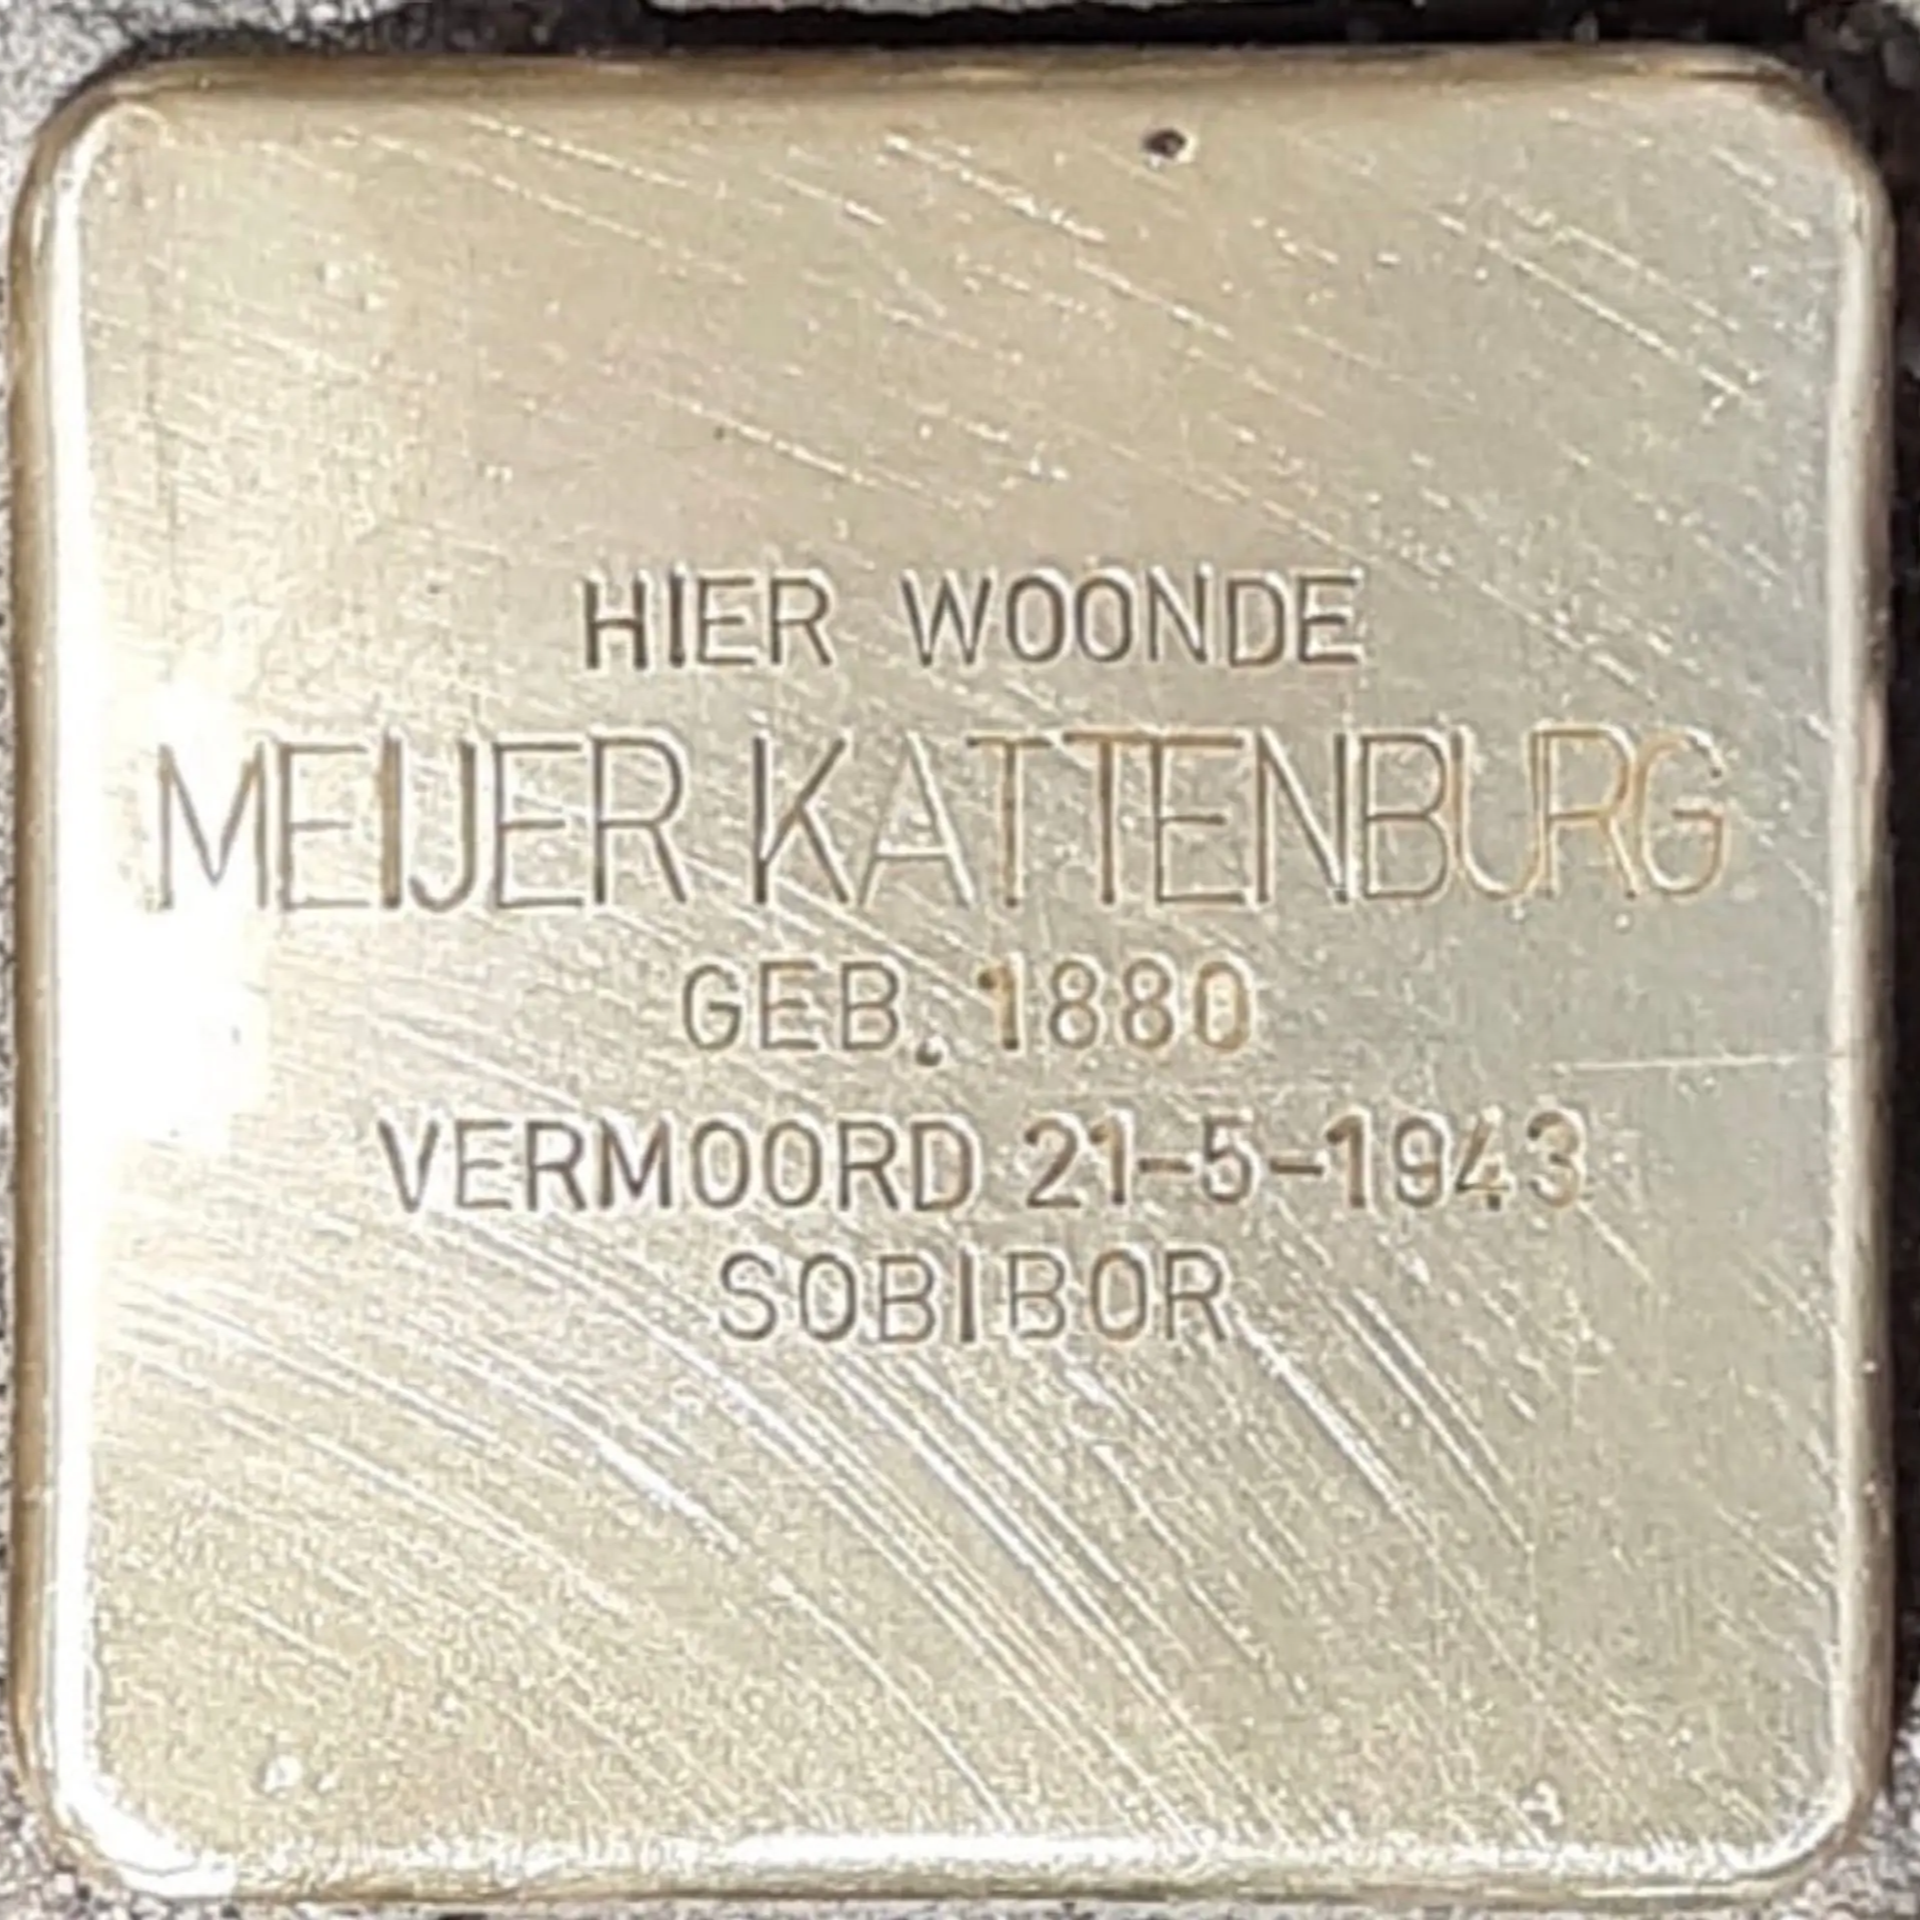 HIER WOONDE
MEIJER KATTENBURG
GEB. 1880
VERMOORD 21-5-1943
SOBIBOR